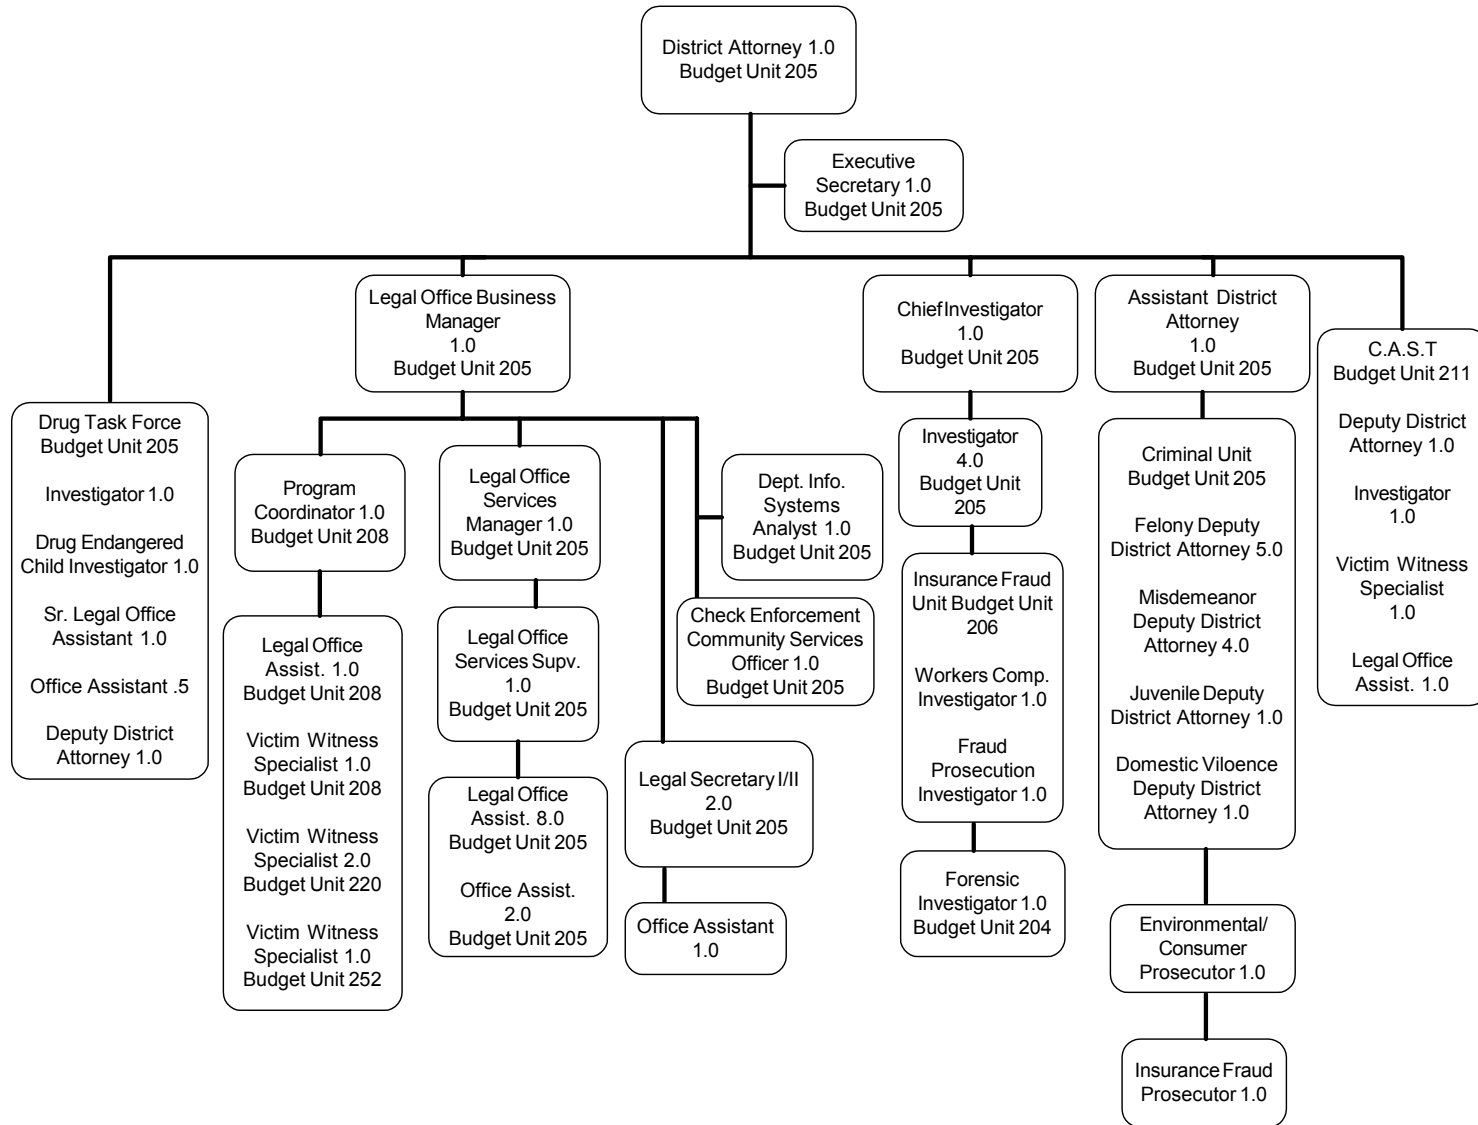 District Attorney 1.0
Budget Unit 205
Executive
Secretary 1.0
Budget Unit 205
Legal Office Business
Manager
1.0
Budget Unit 205
Chief Investigator
1.0
Budget Unit 205
Assistant District
Attorney
1.0
Budget Unit 205
C.A.S.T
Budget Unit 211
Deputy District
Attorney 1.0
Investigator
1.0
Victim Witness
Specialist
1.0
Legal Office
Assist. 1.0
Drug Task Force
Budget Unit 205
Investigator 1.0
Drug Endangered
Child Investigator 1.0
Sr. Legal Office
Assistant 1.0
Office Assistant .5
Deputy District
Attorney 1.0
Program
Coordinator 1.0
Budget Unit 208
Legal Office
Assist. 1.0
Budget Unit 208
Victim Witness
Specialist 1.0
Budget Unit 208
Victim Witness
Specialist 2.0
Budget Unit 220
Victim Witness
Specialist 1.0
Budget Unit 252
Legal Office
Services
Manager 1.0
Budget Unit 205
Legal Office
Services Supv.
1.0
Budget Unit 205
Legal Office
Assist. 8.0
Budget Unit 205
Office Assist.
2.0
Budget Unit 205
Dept. Info.
Systems
Analyst 1.0
Budget Unit 205
Check Enforcement
Community Services
Officer 1.0
Budget Unit 205
Legal Secretary I/II
2.0
Budget Unit 205
Office Assistant
1.0
Investigator
4.0
Budget Unit
205
Insurance Fraud
Unit Budget Unit
206
Workers Comp.
Investigator 1.0
Fraud
Prosecution
Investigator 1.0
Forensic
Investigator 1.0
Budget Unit 204
Criminal Unit
Budget Unit 205
Felony Deputy
District Attorney 5.0
Misdemeanor
Deputy District
Attorney 4.0
Juvenile Deputy
District Attorney 1.0
Domestic Viloence
Deputy District
Attorney 1.0
Environmental/
Consumer
Prosecutor 1.0
Insurance Fraud
Prosecutor 1.0